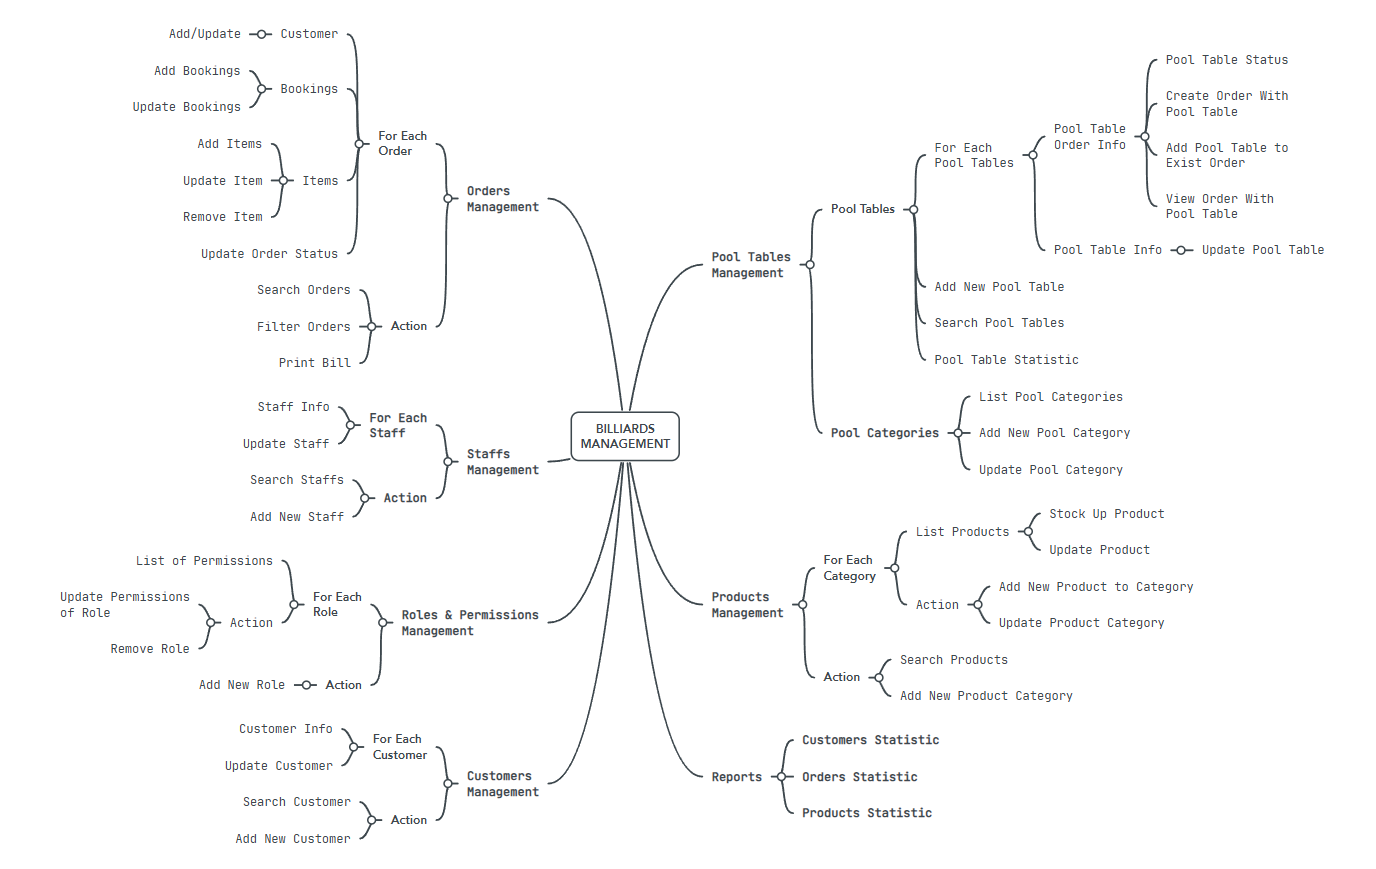 BILLIARDS
MANAGEMENT
Orders
Management
For Each
Order
Customer
Add/Update
Bookings
Add Bookings
Update Bookings
Items
Add Items
Update Item
Remove Item
Update Order Status
Action
Search Orders
Filter Orders
Print Bill
Staffs
Management
For Each
Staff
Staff Info
Update Staff
Action
Search Staffs
Add New Staff
Roles & Permissions
Management
For Each
Role
List of Permissions
Action
Update Permissions
of Role
Remove Role
Action
Add New Role
Customers
Management
For Each
Customer
Customer Info
Update Customer
Action
Search Customer
Add New Customer
Pool Tables
Management
Pool Tables
For Each
Pool Tables
Pool Table
Order Info
Pool Table Status
Create Order With
Pool Table
Add Pool Table to
Exist Order
View Order With
Pool Table
Pool Table Info
Update Pool Table
Add New Pool Table
Search Pool Tables
Pool Table Statistic
Pool Categories
List Pool Categories
Add New Pool Category
Update Pool Category
Products
Management
For Each
Category
List Products
Stock Up Product
Update Product
Action
Add New Product to Category
Update Product Category
Action
Search Products
Add New Product Category
Reports
Customers Statistic
Orders Statistic
Products Statistic